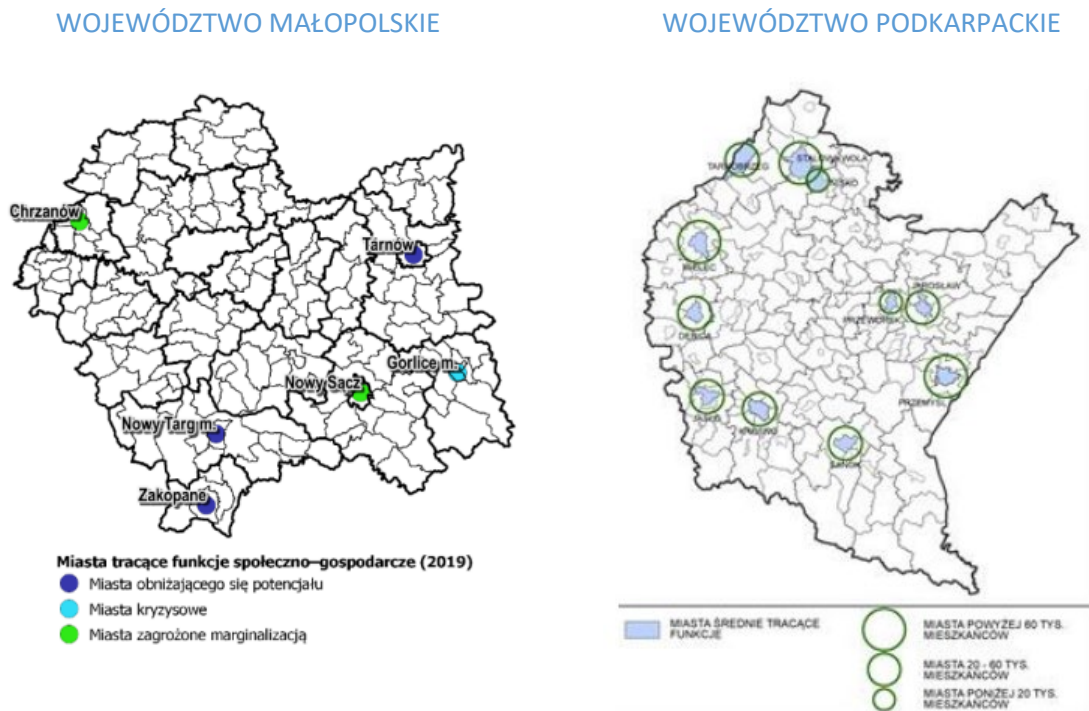 WOJEWÓDZTWO MAŁOPOLSKIE
WOJEWÓDZTWO PODKARPACKIE
Chrzanów
Tarnów
Gorlice m.
Nowy Sącz
Nowy Targ m.
Zakopane
Miasta tracące funkcje społeczno–gospodarcze (2019)
Miasta obniżającego się potencjału
Miasta kryzysowe
Miasta zagrożone marginalizacją
TARNOBRZEG
STALOWA WOLA
NISKO
MIELEC
JAROSŁAW
PRZEWORSK
DĘBICA
PRZEMYŚL
JASŁO
KROSNO
SANOK
MIASTA ŚREDNIE TRACĄCE
FUNKCJE
MIASTA POWYŻEJ 60 TYS.
MIESZKAŃCÓW
MIASTA 20 - 60 TYS.
MIESZKAŃCÓW
MIASTA PONIŻEJ 20 TYS.
MIESZKAŃCÓW